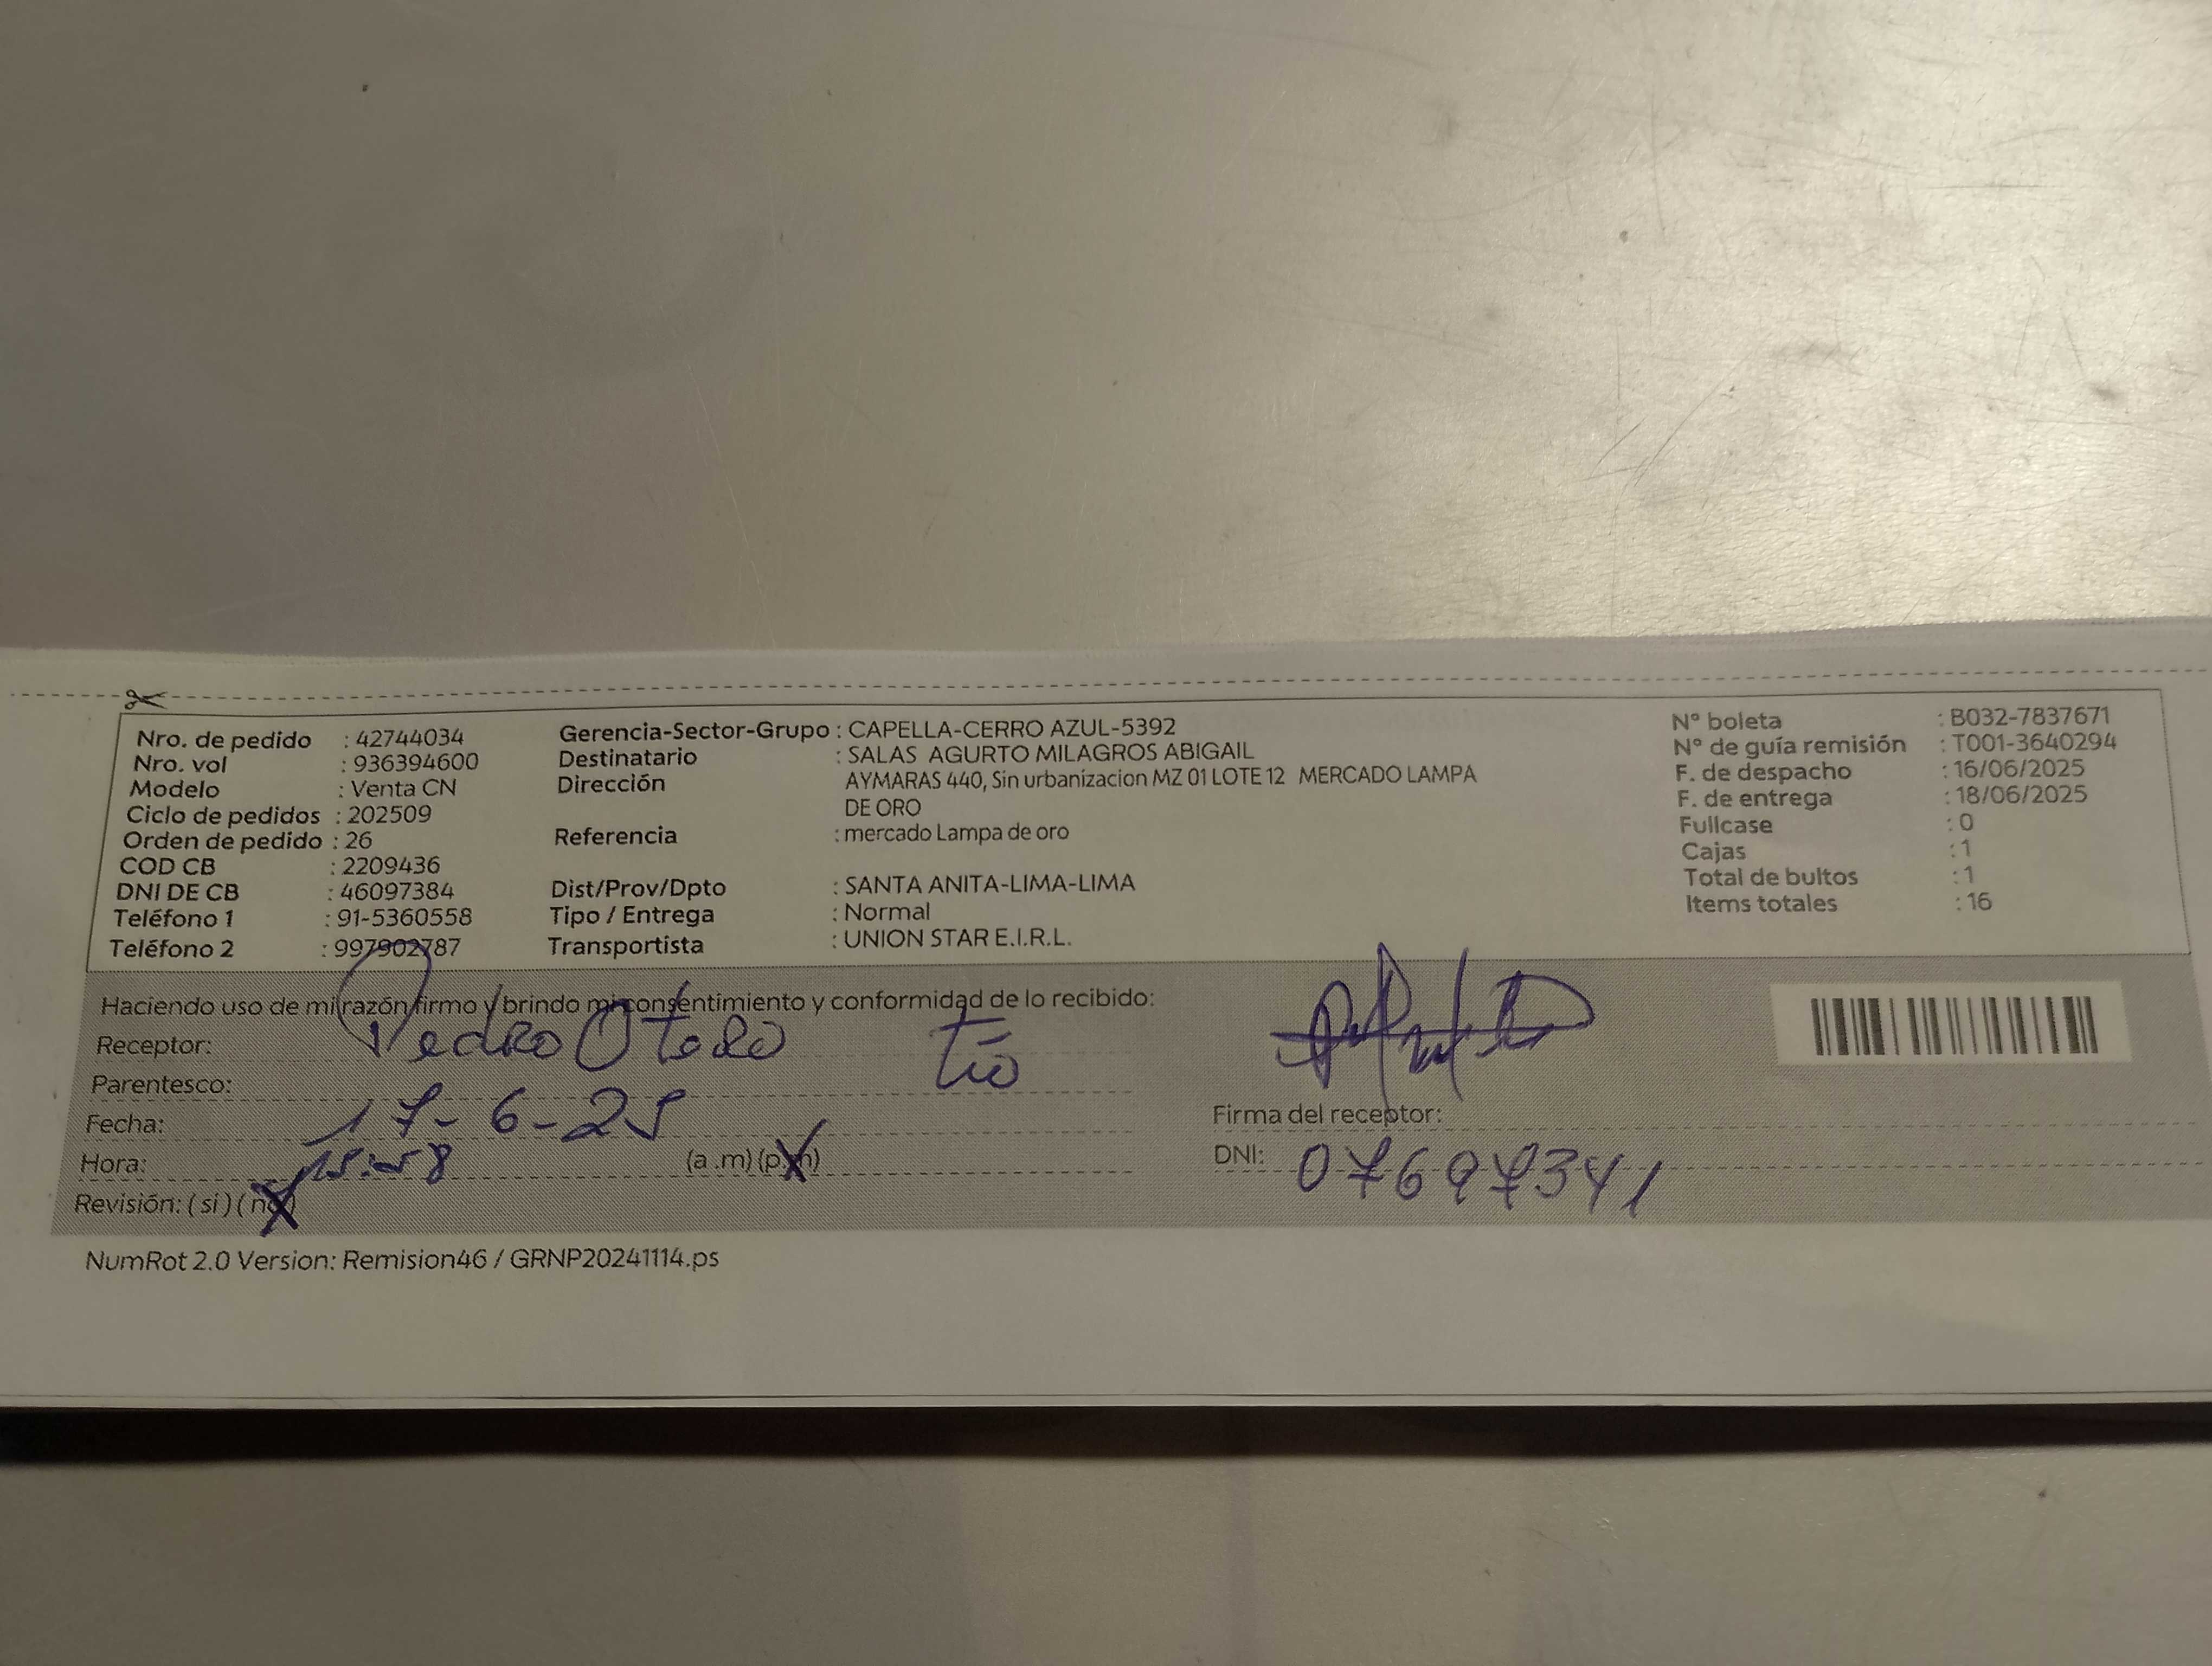 Nro. de pedido : 42744034
Nro. vol : 936394600
Modelo : Venta CN
Ciclo de pedidos : 202509
Orden de pedido : 26
COD CB : 2209436
DNI DE CB : 46097384
Teléfono 1 : 91-5360558
Teléfono 2 : 997902787
Gerencia-Sector-Grupo : CAPELLA-CERRO AZUL-5392
Destinatario : SALAS AGURTO MILAGROS ABIGAIL
Dirección AYMARAS 440, Sin urbanizacion MZ 01 LOTE 12 MERCADO LAMPA
DE ORO
Referencia : mercado Lampa de oro
Dist/Prov/Dpto : SANTA ANITA-LIMA-LIMA
Tipo / Entrega : Normal
Transportista : UNION STAR E.I.R.L.
N° boleta : B032-7837671
N° de guía remisión : T001-3640294
F. de despacho : 16/06/2025
F. de entrega : 18/06/2025
Fullcase : 0
Cajas : 1
Total de bultos : 1
Items totales : 16
Haciendo uso de mi razón firmo y brindo mi consentimiento y conformidad de lo recibido:
Receptor: Pedro Otero tío
Parentesco:
Fecha: 17-6-25
Hora: 15:58 (a .m) (p.m)
Revisión: ( si ) ( no )
Firma del receptor:
DNI: 07697341
NumRot 2.0 Version: Remision46 / GRNP20241114.ps